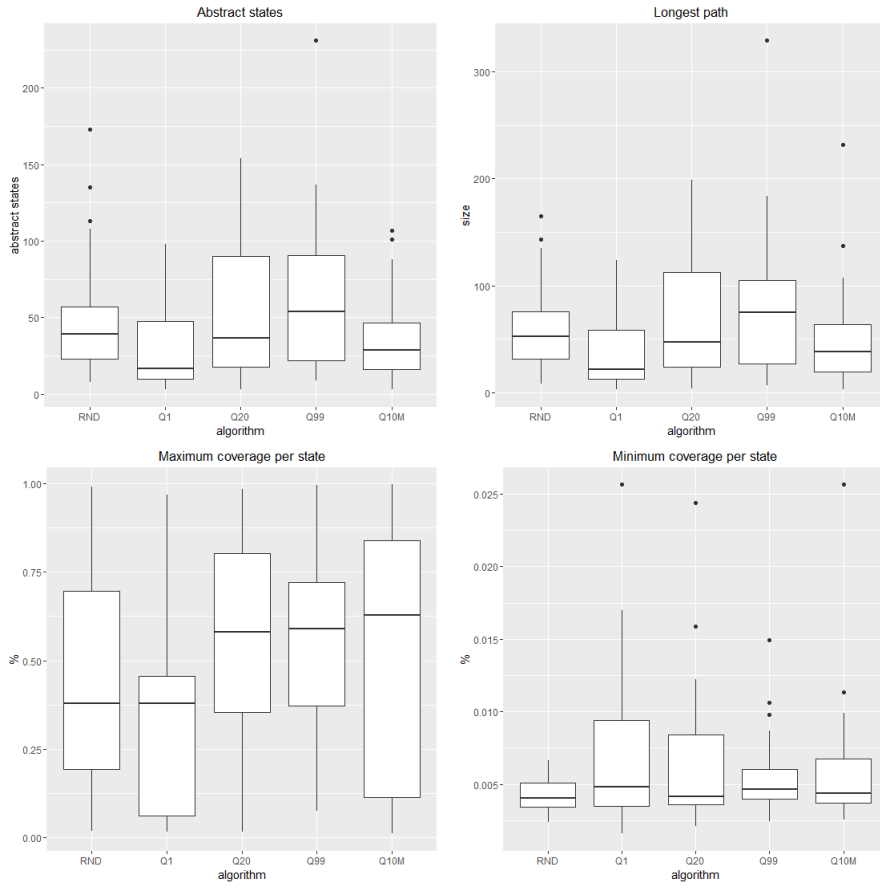 Abstract states
abstract states
200
150
100
50
0
RND Q1 Q20 Q99 Q10M
algorithm
Longest path
size
300
200
100
0
RND Q1 Q20 Q99 Q10M
algorithm
Maximum coverage per state
%
1.00
0.75
0.50
0.25
0.00
RND Q1 Q20 Q99 Q10M
algorithm
Minimum coverage per state
%
0.025
0.020
0.015
0.010
0.005
RND Q1 Q20 Q99 Q10M
algorithm